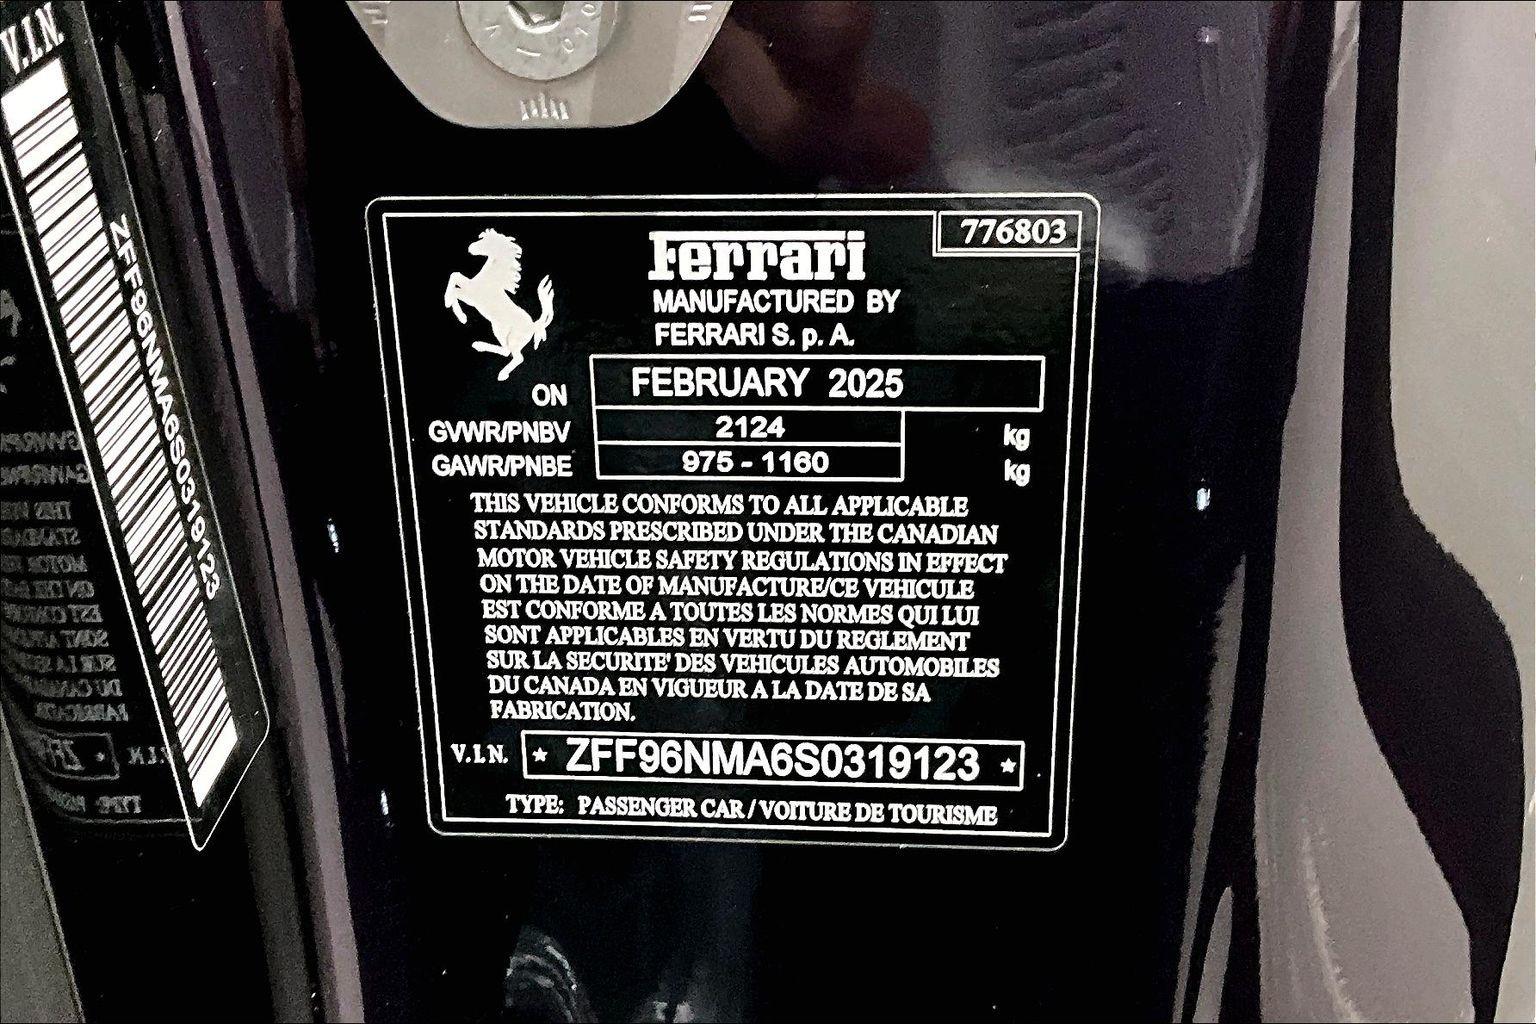 V.I.N.
ZFF96NMA6S0319123
776803
Ferrari
MANUFACTURED BY
FERRARI S. p. A.
ON FEBRUARY 2025
GVWR/PNBV 2124 kg
GAWR/PNBE 975 - 1160 kg
THIS VEHICLE CONFORMS TO ALL APPLICABLE
STANDARDS PRESCRIBED UNDER THE CANADIAN
MOTOR VEHICLE SAFETY REGULATIONS IN EFFECT
ON THE DATE OF MANUFACTURE/CE VEHICULE
EST CONFORME A TOUTES LES NORMES QUI LUI
SONT APPLICABLES EN VERTU DU REGLEMENT
SUR LA SECURITE' DES VEHICULES AUTOMOBILES
DU CANADA EN VIGUEUR A LA DATE DE SA
FABRICATION.
V.I.N. * ZFF96NMA6S0319123 *
TYPE: PASSENGER CAR / VOITURE DE TOURISME